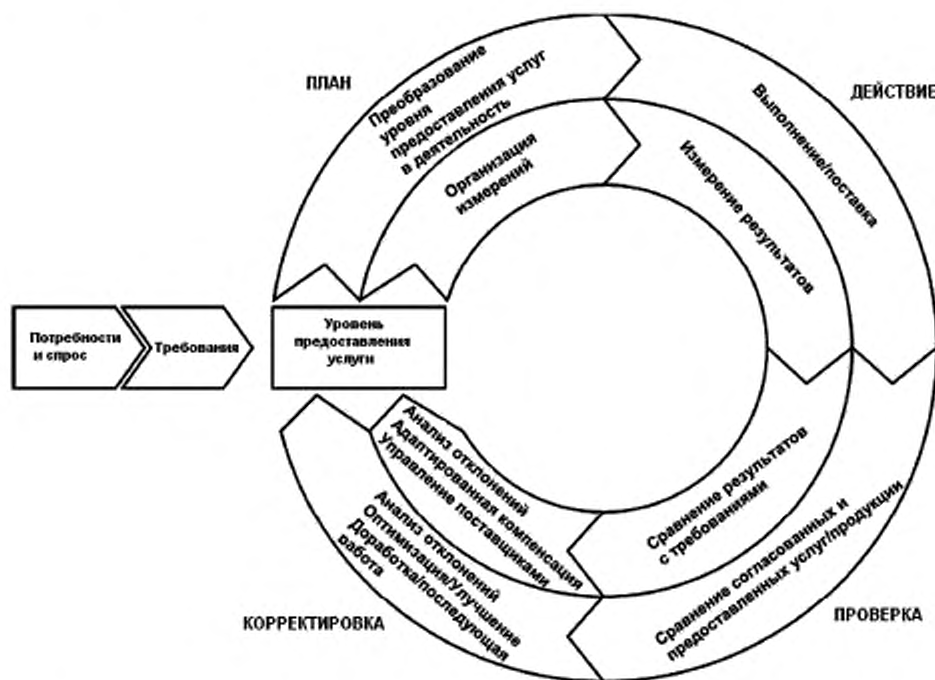 ПЛАН
Преобразование
уровня
предоставления услуг
в деятельность
Организация
измерений
ДЕЙСТВИЕ
Выполнение/поставка
Измерение результатов
Потребности
и спрос
Требования
Уровень
предоставления
услуги
Анализ отклонений
Адаптированная компенсация
Управление поставщиками
Анализ отклонений
Оптимизация/Улучшение
Доработка/последующая
работа
КОРРЕКТИРОВКА
Сравнение результатов
с требованиями
Сравнение согласованных и
предоставленных услуг/продукции
ПРОВЕРКА